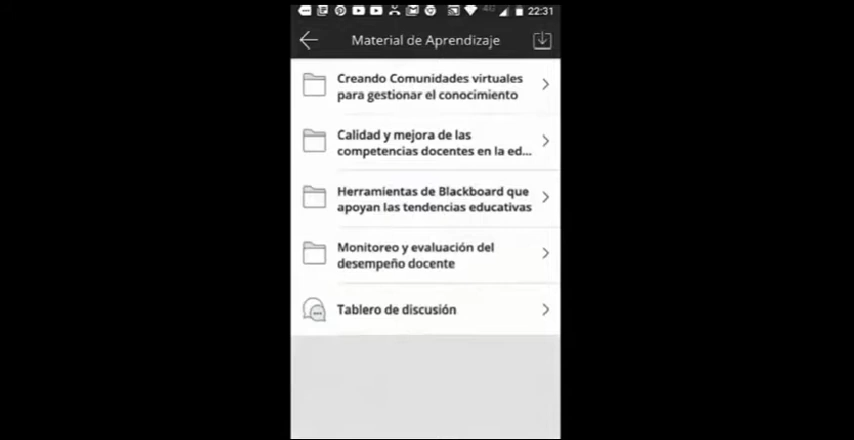 4G 22:31
Material de Aprendizaje
Creando Comunidades virtuales
para gestionar el conocimiento
Calidad y mejora de las
competencias docentes en la ed...
Herramientas de Blackboard que
apoyan las tendencias educativas
Monitoreo y evaluación del
desempeño docente
Tablero de discusión